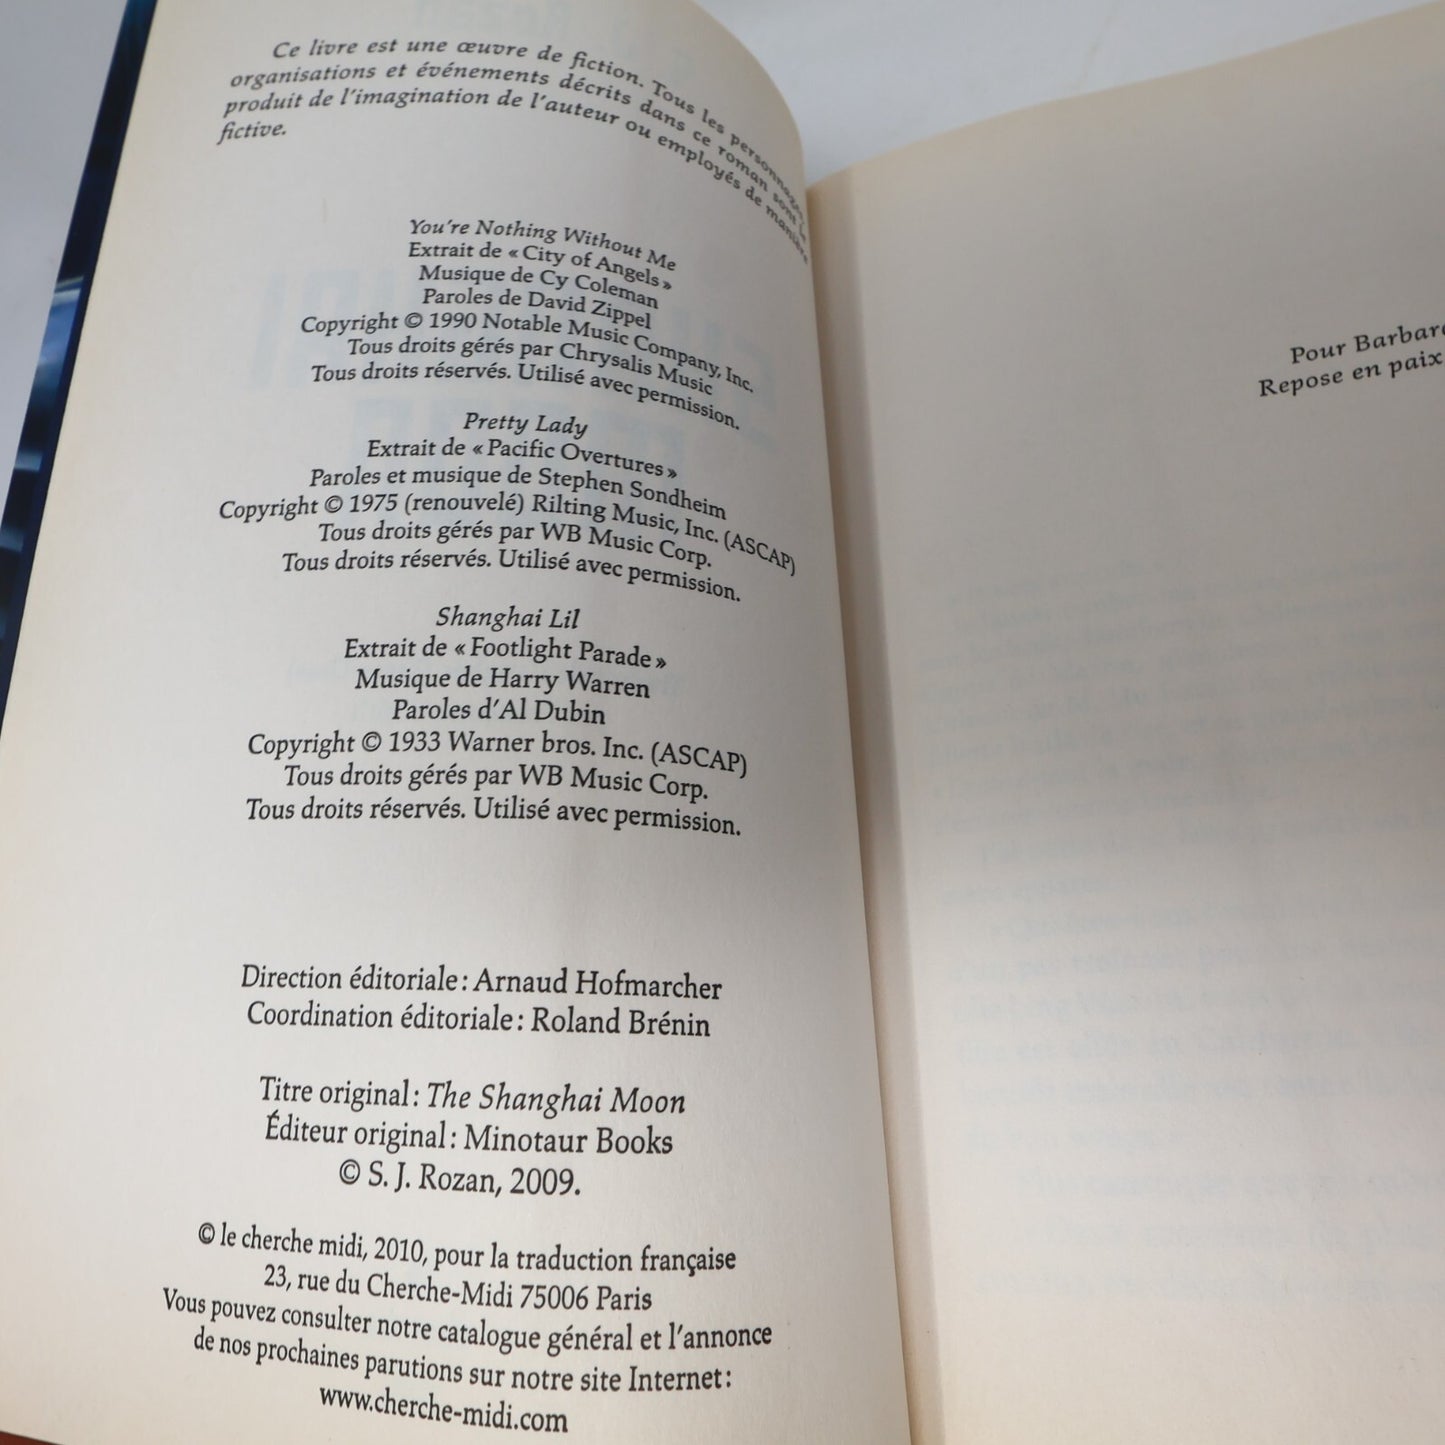 Ce livre est une œuvre de fiction. Tous les personnages,
organisations et événements décrits dans ce roman sont le
produit de l'imagination de l'auteur ou employés de manière
fictive.
You're Nothing Without Me
Extrait de « City of Angels »
Musique de Cy Coleman
Paroles de David Zippel
Copyright © 1990 Notable Music Company, Inc.
Tous droits gérés par Chrysalis Music
Tous droits réservés. Utilisé avec permission.
Pretty Lady
Extrait de « Pacific Overtures »
Paroles et musique de Stephen Sondheim
Copyright © 1975 (renouvelé) Rilting Music, Inc. (ASCAP)
Tous droits gérés par WB Music Corp.
Tous droits réservés. Utilisé avec permission.
Shanghai Lil
Extrait de « Footlight Parade »
Musique de Harry Warren
Paroles d'Al Dubin
Copyright © 1933 Warner bros. Inc. (ASCAP)
Tous droits gérés par WB Music Corp.
Tous droits réservés. Utilisé avec permission.
Direction éditoriale : Arnaud Hofmarcher
Coordination éditoriale : Roland Brénin
Titre original : The Shanghai Moon
Éditeur original : Minotaur Books
© S. J. Rozan, 2009.
© le cherche midi, 2010, pour la traduction française
23, rue du Cherche-Midi 75006 Paris
Vous pouvez consulter notre catalogue général et l'annonce
de nos prochaines parutions sur notre site Internet :
www.cherche-midi.com
Pour Barbara
Repose en paix,